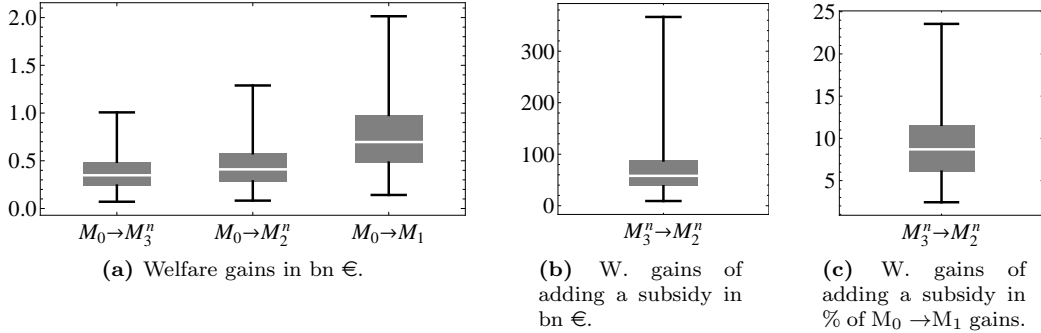 2.0
1.5
1.0
0.5
0.0
M₀→M₃ⁿ
M₀→M₂ⁿ
M₀→M₁
(a) Welfare gains in bn €.
300
200
100
0
M₃ⁿ→M₂ⁿ
(b) W. gains of
adding a subsidy in
bn €.
25
20
15
10
5
M₃ⁿ→M₂ⁿ
(c) W. gains of
adding a subsidy in
% of M₀ →M₁ gains.